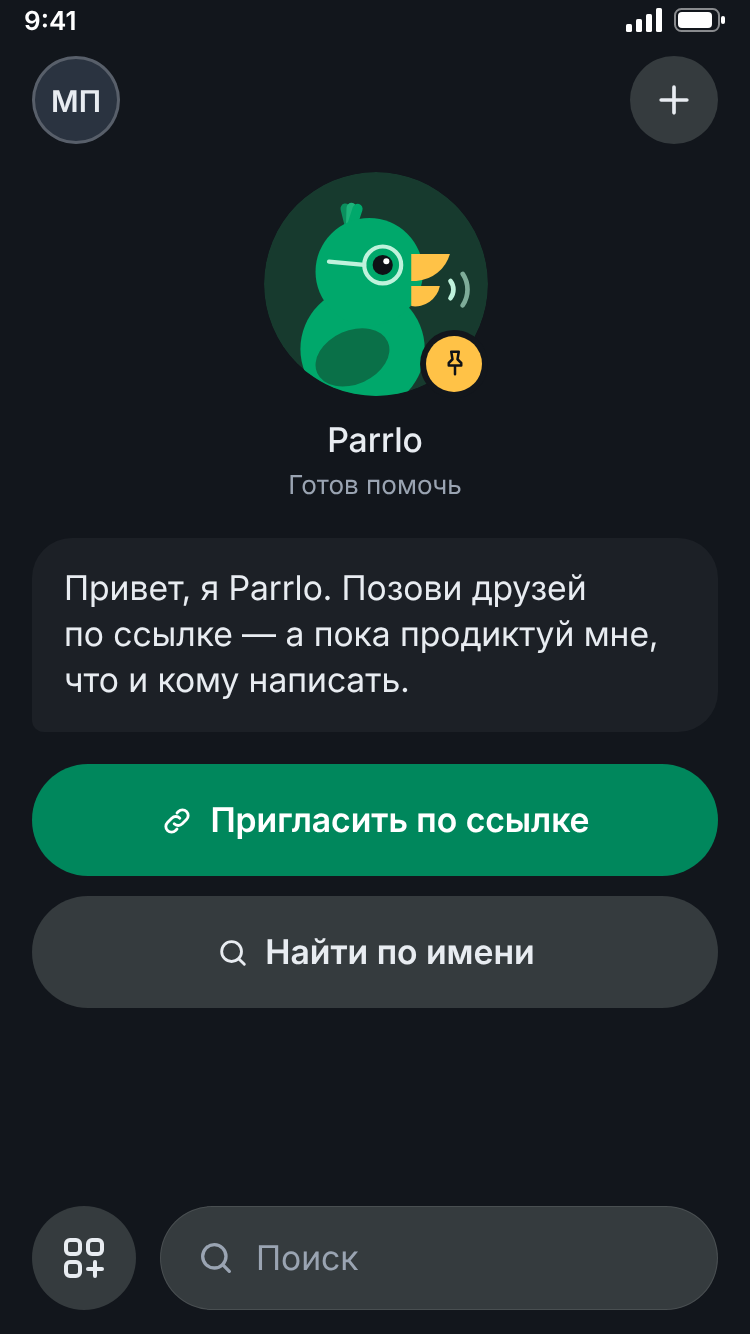 9:41
МП
Parrlo
Готов помочь
Привет, я Parrlo. Позови друзей
по ссылке — а пока продиктуй мне,
что и кому написать.
Пригласить по ссылке
Найти по имени
Поиск